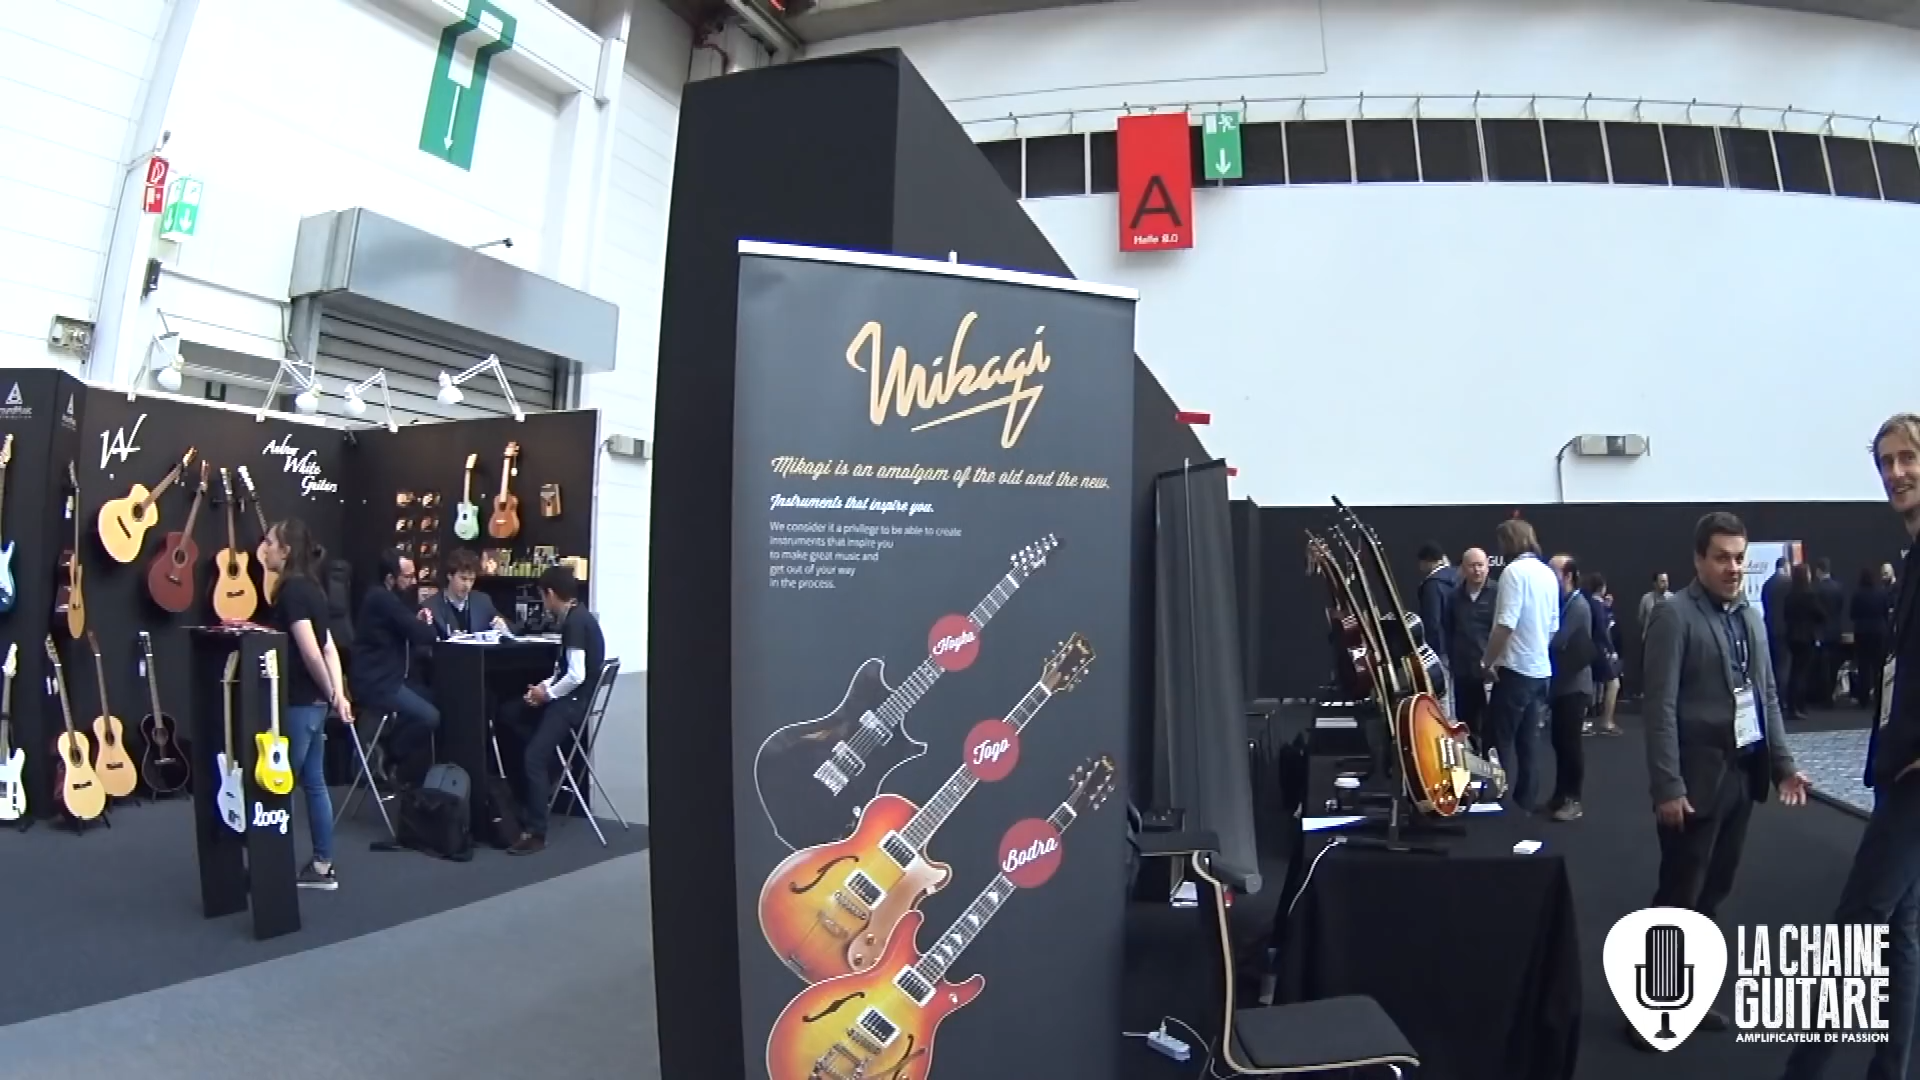 A
Halle 8.0
Mikagi
Mikagi is an amalgam of the old and the new.
Instruments that inspire you.
We consider it a privilege to be able to create
instruments that inspire you
to make great music and
get out of your way
in the process.
Hoyko
Togo
Bodra
Andrew
White
Guitars
loog
LA CHAINE
GUITARE
AMPLIFICATEUR DE PASSION